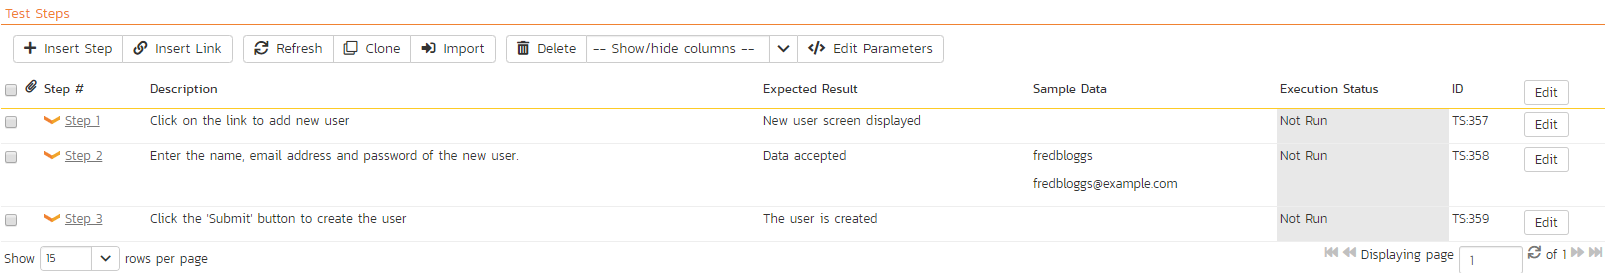 Test Steps
Insert Step Insert Link Refresh Clone Import Delete -- Show/hide columns -- Edit Parameters
Step # Description Expected Result Sample Data Execution Status ID Edit
Step 1 Click on the link to add new user New user screen displayed Not Run TS:357 Edit
Step 2 Enter the name, email address and password of the new user. Data accepted fredbloggs Not Run TS:358 Edit
fredbloggs@example.com
Step 3 Click the 'Submit' button to create the user The user is created Not Run TS:359 Edit
Show 15 rows per page Displaying page 1 of 1